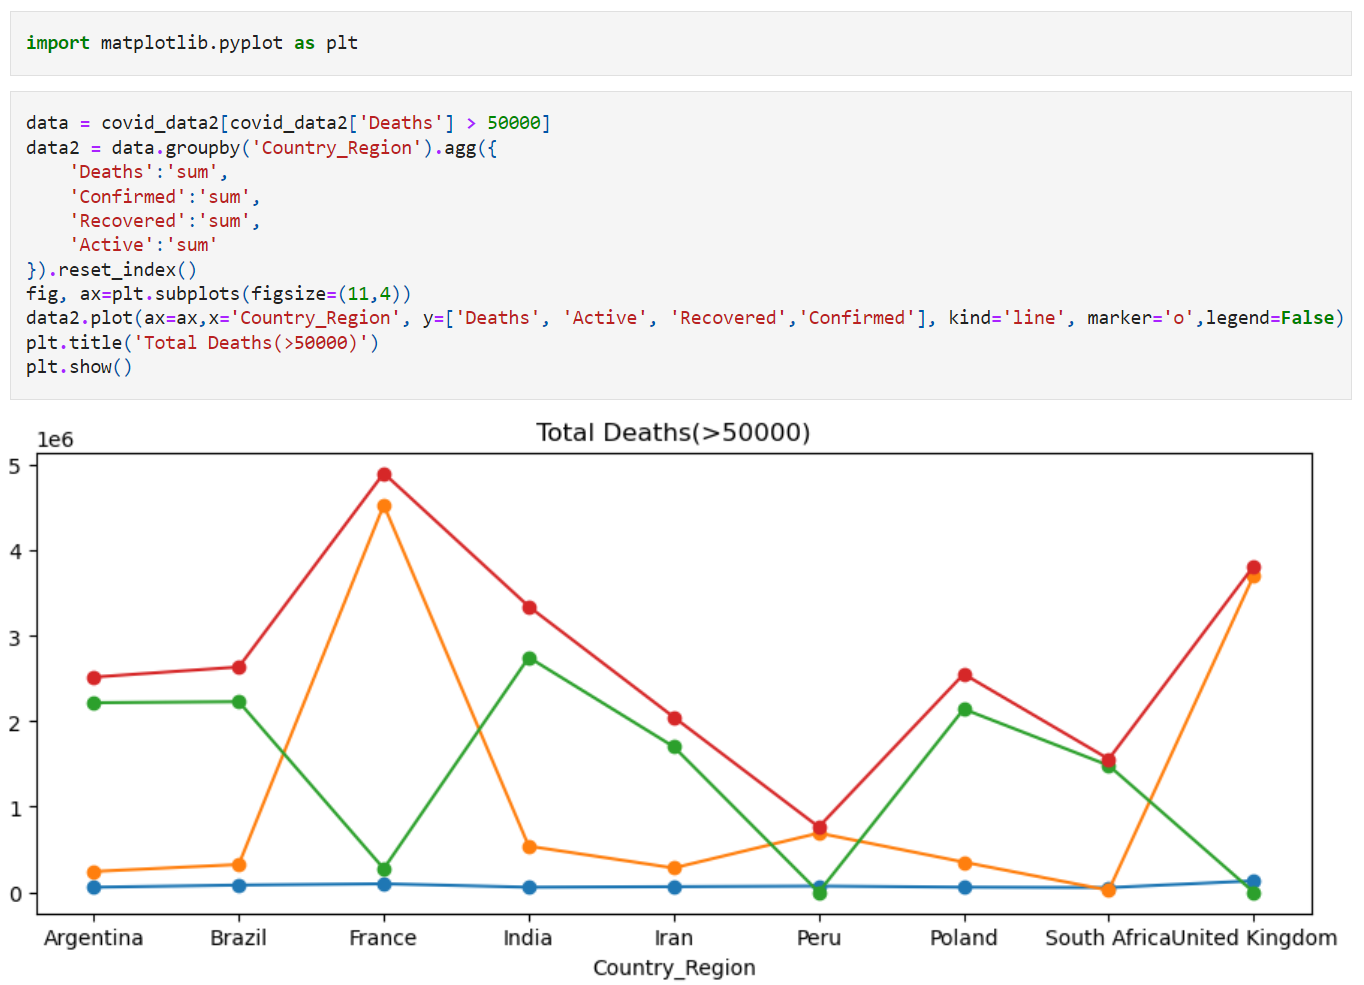 import matplotlib.pyplot as plt
data = covid_data2[covid_data2['Deaths'] > 50000]
data2 = data.groupby('Country_Region').agg({
    'Deaths':'sum',
    'Confirmed':'sum',
    'Recovered':'sum',
    'Active':'sum'
}).reset_index()
fig, ax=plt.subplots(figsize=(11,4))
data2.plot(ax=ax,x='Country_Region', y=['Deaths', 'Active', 'Recovered','Confirmed'], kind='line', marker='o',legend=False)
plt.title('Total Deaths(>50000)')
plt.show()
Total Deaths(>50000)
1e6
5
4
3
2
1
0
Argentina Brazil France India Iran Peru Poland South Africa United Kingdom
Country_Region